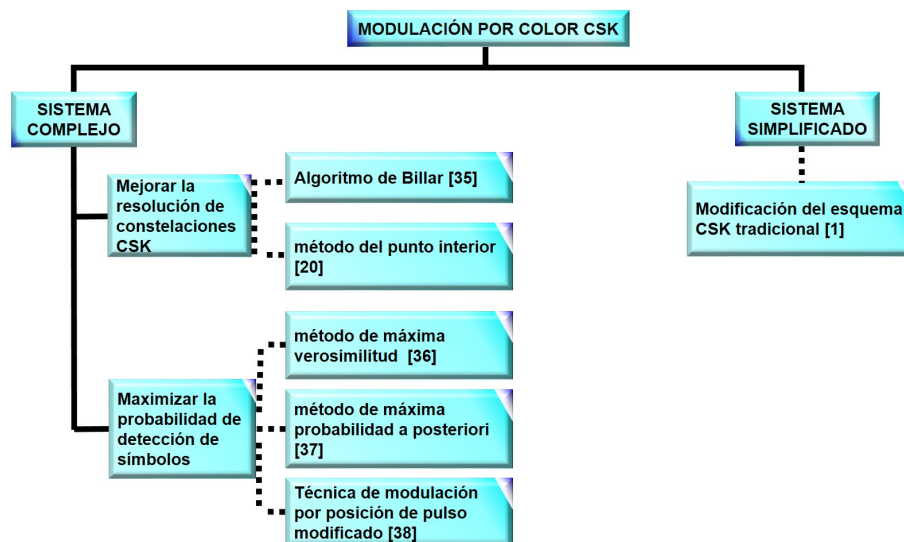 MODULACIÓN POR COLOR CSK
SISTEMA
COMPLEJO
SISTEMA
SIMPLIFICADO
Mejorar la
resolución de
constelaciones
CSK
Algoritmo de Billar [35]
método del punto interior
[20]
Modificación del esquema
CSK tradicional [1]
Maximizar la
probabilidad de
detección de
símbolos
método de máxima
verosimilitud [36]
método de máxima
probabilidad a posteriori
[37]
Técnica de modulación
por posición de pulso
modificado [38]